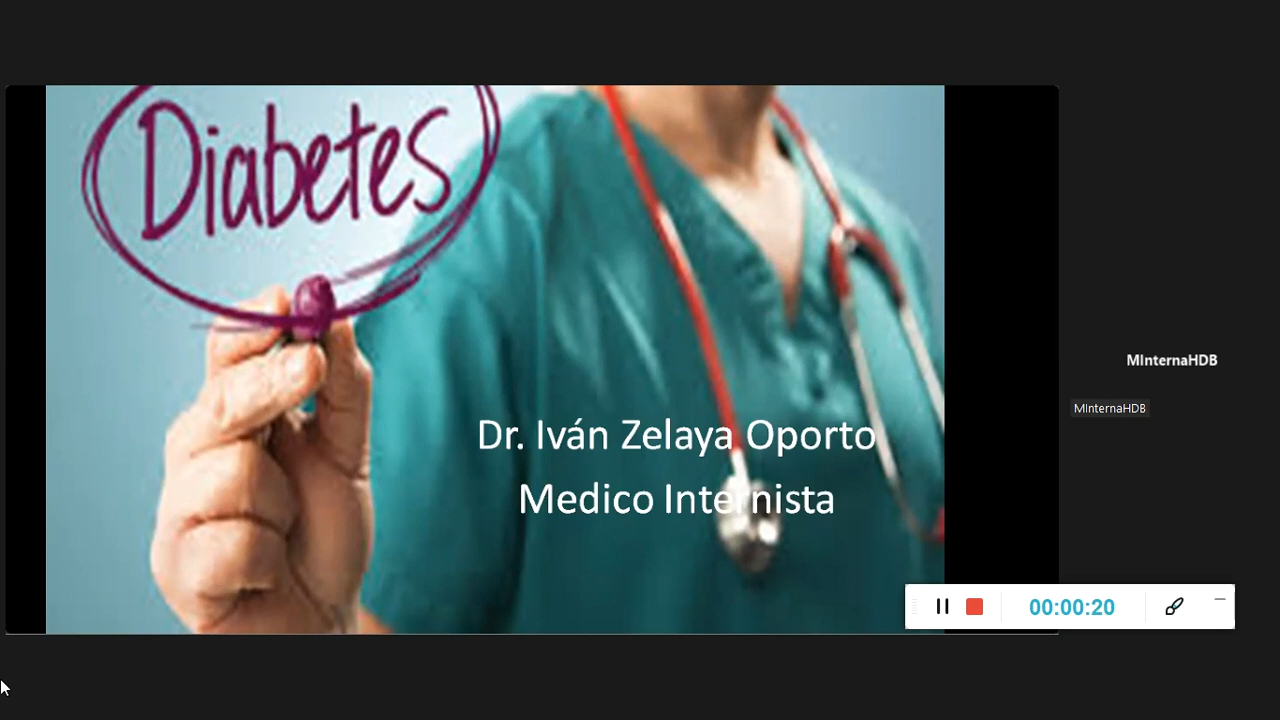 Diabetes
Dr. Iván Zelaya Oporto
Medico Internista
MInternaHDB
MInternaHDB
00:00:20